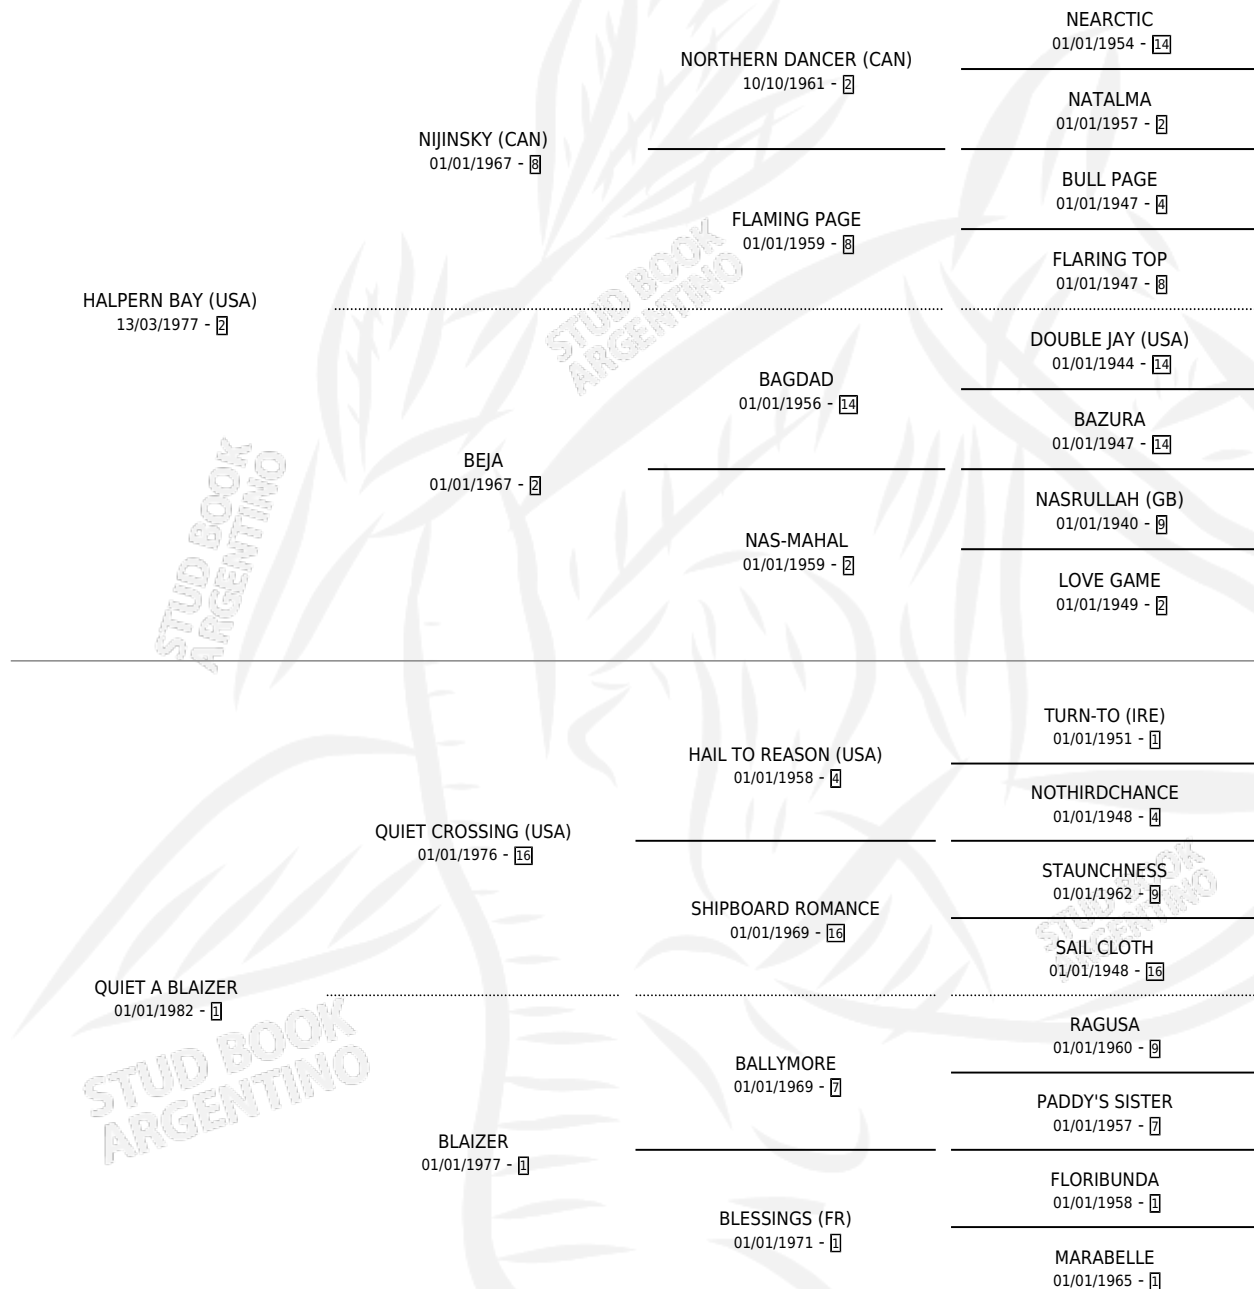 NEARCTIC
01/01/1954 - 14
NORTHERN DANCER (CAN)
10/10/1961 - 2
NATALMA
01/01/1957 - 2
NIJINSKY (CAN)
01/01/1967 - 8
BULL PAGE
01/01/1947 - 4
FLAMING PAGE
01/01/1959 - 8
FLARING TOP
01/01/1947 - 8
HALPERN BAY (USA)
13/03/1977 - 2
DOUBLE JAY (USA)
01/01/1944 - 14
BAGDAD
01/01/1956 - 14
BAZURA
01/01/1947 - 14
BEJA
01/01/1967 - 2
NASRULLAH (GB)
01/01/1940 - 9
NAS-MAHAL
01/01/1959 - 2
LOVE GAME
01/01/1949 - 2
TURN-TO (IRE)
01/01/1951 - 1
HAIL TO REASON (USA)
01/01/1958 - 4
NOTHIRDCHANCE
01/01/1948 - 4
QUIET CROSSING (USA)
01/01/1976 - 16
STAUNCHNESS
01/01/1962 - 9
SHIPBOARD ROMANCE
01/01/1969 - 16
SAIL CLOTH
01/01/1948 - 16
QUIET A BLAIZER
01/01/1982 - 1
RAGUSA
01/01/1960 - 9
BALLYMORE
01/01/1969 - 7
PADDY'S SISTER
01/01/1957 - 7
BLAIZER
01/01/1977 - 1
FLORIBUNDA
01/01/1958 - 1
BLESSINGS (FR)
01/01/1971 - 1
MARABELLE
01/01/1965 - 1
STUD BOOK
ARGENTINO
STUD BOOK
ARGENTINO
STUD BOOK
ARGENTINO
STUD BOOK
ARGENTINO